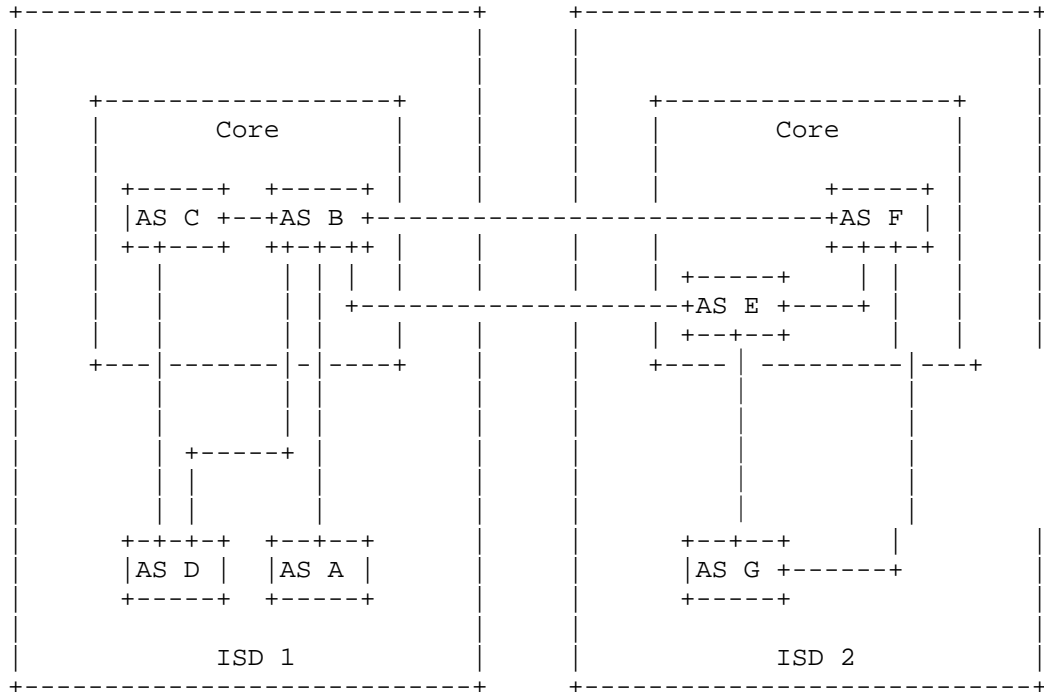 Core Core
AS C AS B AS F
AS E
AS D AS A AS G
ISD 1 ISD 2